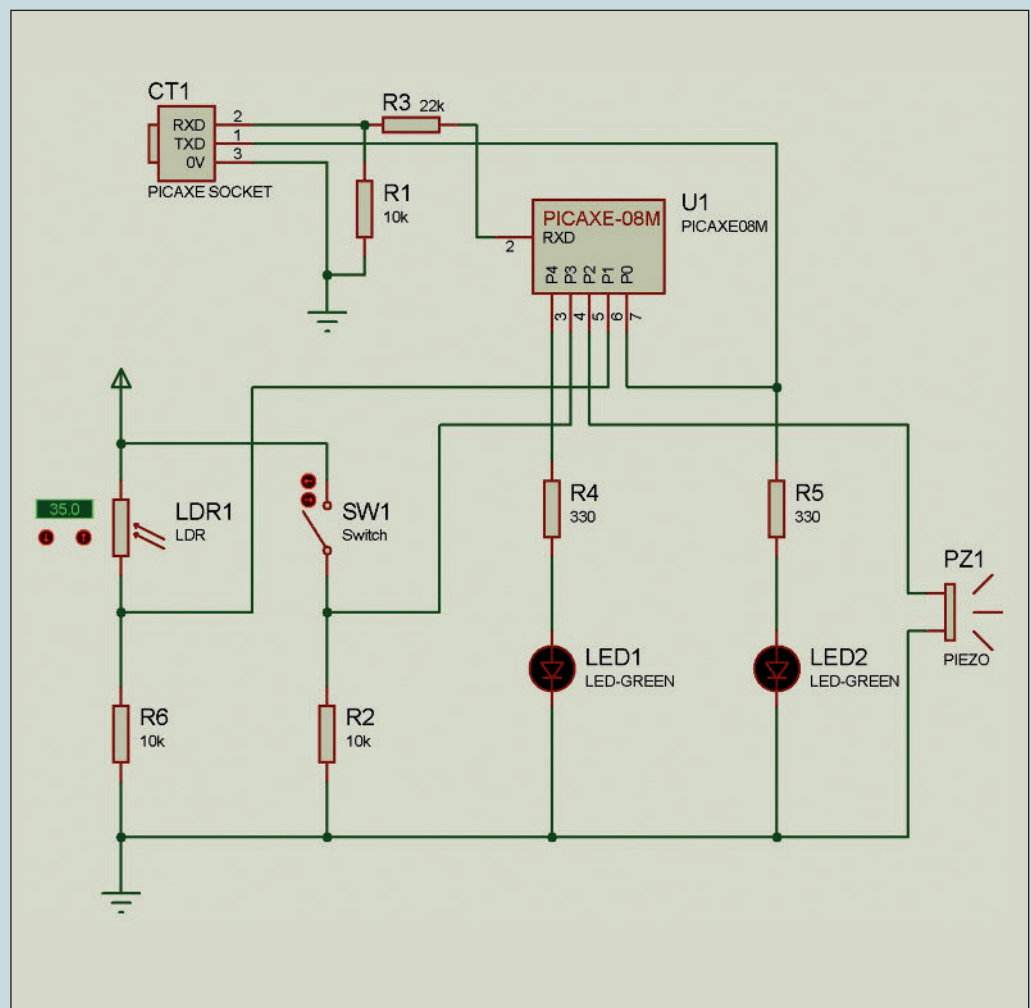 CT1
RXD 2
TXD 1
0V 3
PICAXE SOCKET
R3 22k
R1
10k
U1
PICAXE08M
PICAXE-08M
2 RXD
P4 P3 P2 P1 P0
3 4 5 6 7
35.0
LDR1
LDR
SW1
Switch
R4
330
R5
330
PZ1
PIEZO
LED1
LED-GREEN
LED2
LED-GREEN
R6
10k
R2
10k